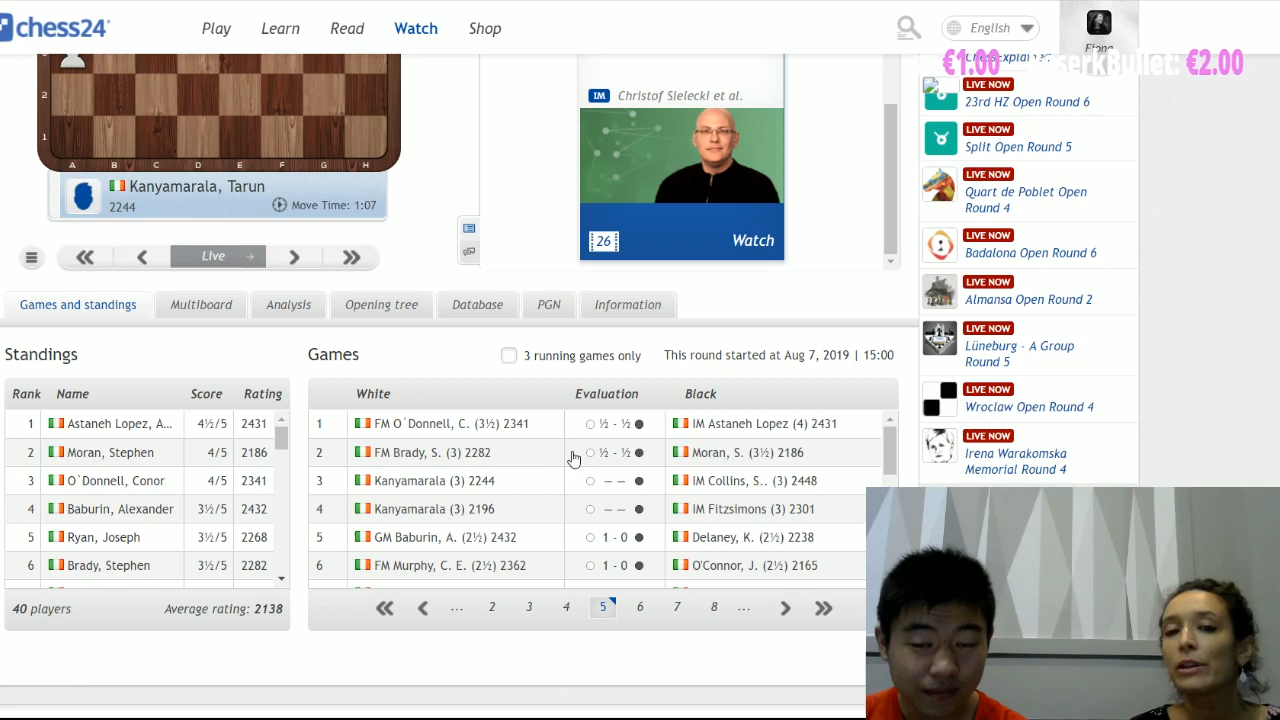 chess24
Play
Learn
Read
Watch
Shop
English
€1.00
serkBullet: €2.00
2
1
A B C D E F G H
Kanyamarala, Tarun
2244
Move Time: 1:07
Live
IM Christof Sielecki et al.
26
Watch
LIVE NOW
23rd HZ Open Round 6
LIVE NOW
Split Open Round 5
LIVE NOW
Quart de Poblet Open
Round 4
LIVE NOW
Badalona Open Round 6
LIVE NOW
Almansa Open Round 2
LIVE NOW
Lüneburg - A Group
Round 5
LIVE NOW
Wroclaw Open Round 4
LIVE NOW
Irena Warakomska
Memorial Round 4
Games and standings
Multiboard
Analysis
Opening tree
Database
PGN
Information
Standings
Rank Name Score Rating
1 Astaneh Lopez, A... 4½/5 2431
2 Moran, Stephen 4/5 2186
3 O`Donnell, Conor 4/5 2341
4 Baburin, Alexander 3½/5 2432
5 Ryan, Joseph 3½/5 2268
6 Brady, Stephen 3½/5 2282
40 players
Average rating: 2138
Games
3 running games only
This round started at Aug 7, 2019 | 15:00
White Evaluation Black
1 FM O`Donnell, C. (3½) 2341 ½ - ½ IM Astaneh Lopez (4) 2431
2 FM Brady, S. (3) 2282 ½ - ½ Moran, S. (3½) 2186
3 Kanyamarala (3) 2244 – – IM Collins, S.. (3) 2448
4 Kanyamarala (3) 2196 – – IM Fitzsimons (3) 2301
5 GM Baburin, A. (2½) 2432 1 - 0 Delaney, K. (2½) 2238
6 FM Murphy, C. E. (2½) 2362 1 - 0 O'Connor, J. (2½) 2165
... 2 3 4 5 6 7 8 ...